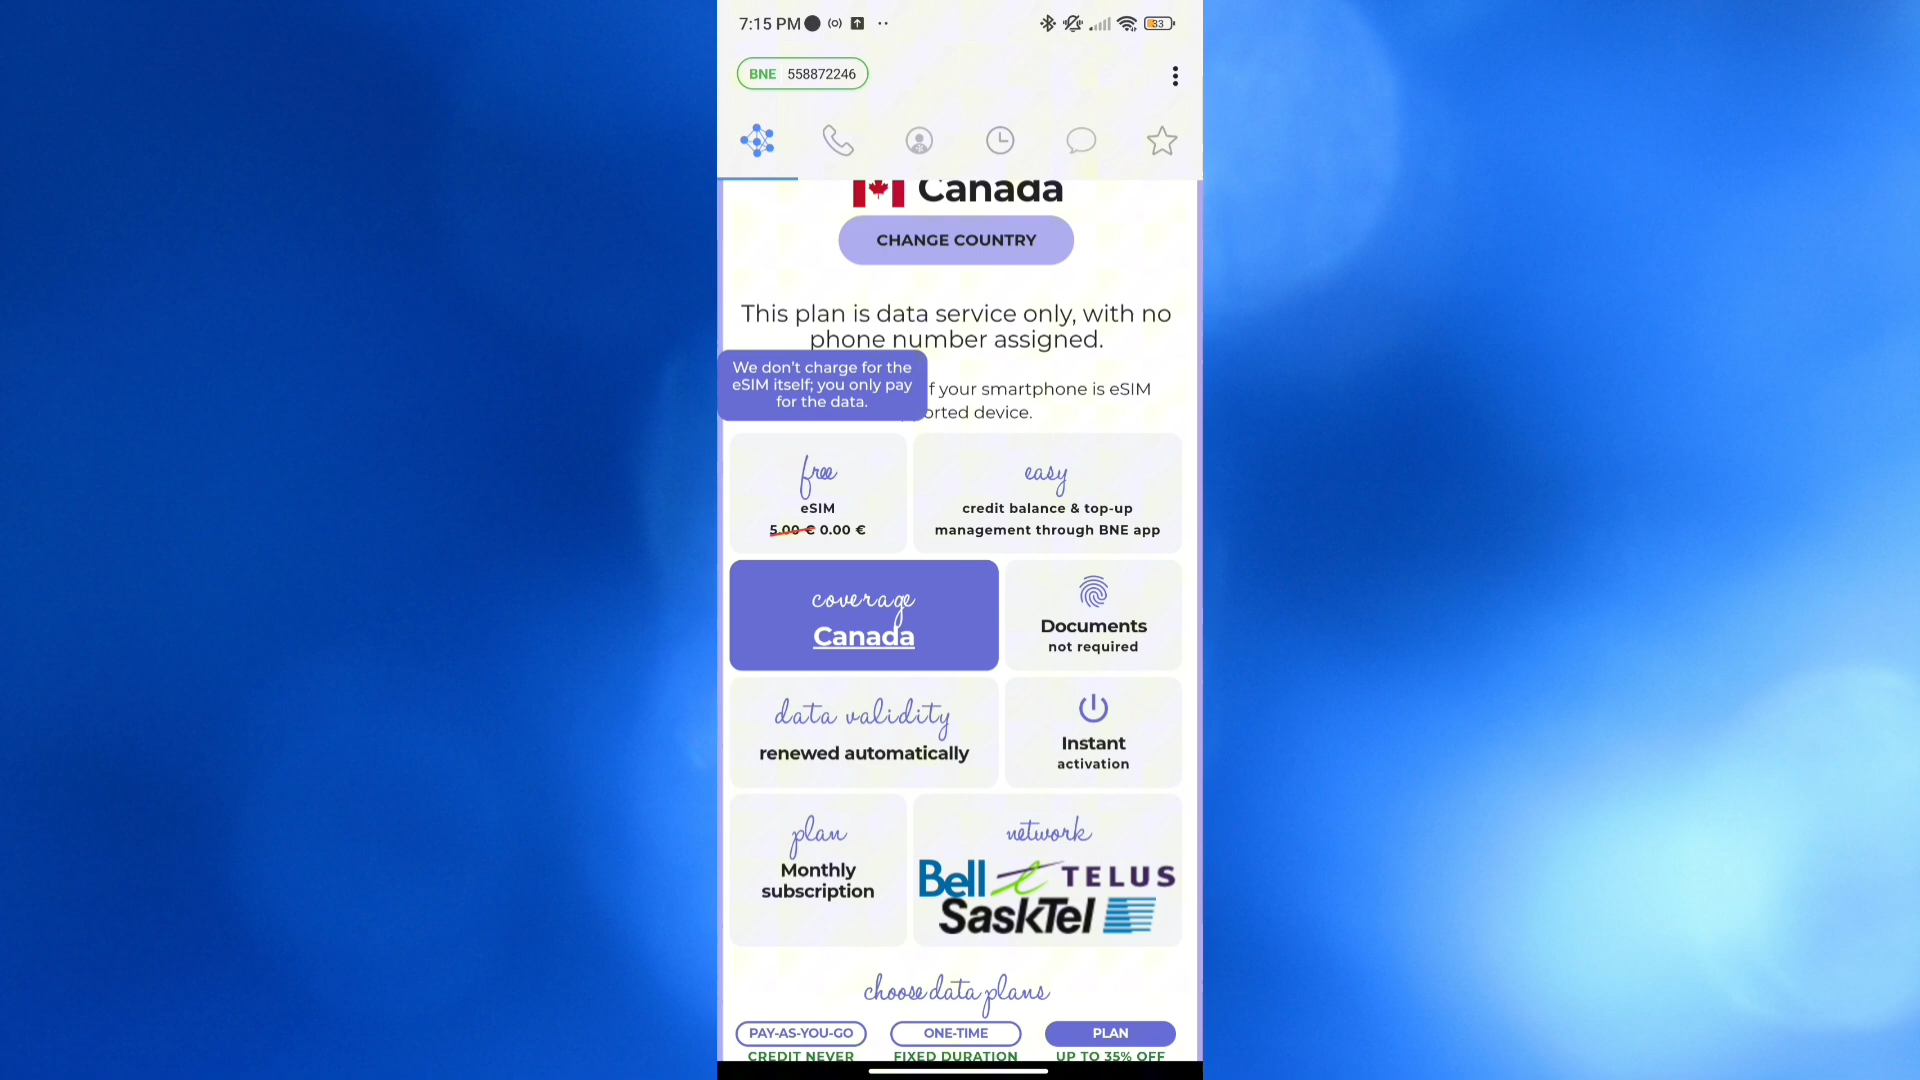 7:15 PM
33
BNE 558872246
Canada
CHANGE COUNTRY
This plan is data service only, with no
phone number assigned.
We don't charge for the
eSIM itself; you only pay
for the data.
f your smartphone is eSIM
orted device.
free
eSIM
5.00 € 0.00 €
easy
credit balance & top-up
management through BNE app
coverage
Canada
Documents
not required
data validity
renewed automatically
Instant
activation
plan
Monthly
subscription
network
Bell TELUS
SaskTel
choose data plans
PAY-AS-YOU-GO
CREDIT NEVER
ONE-TIME
FIXED DURATION
PLAN
UP TO 35% OFF